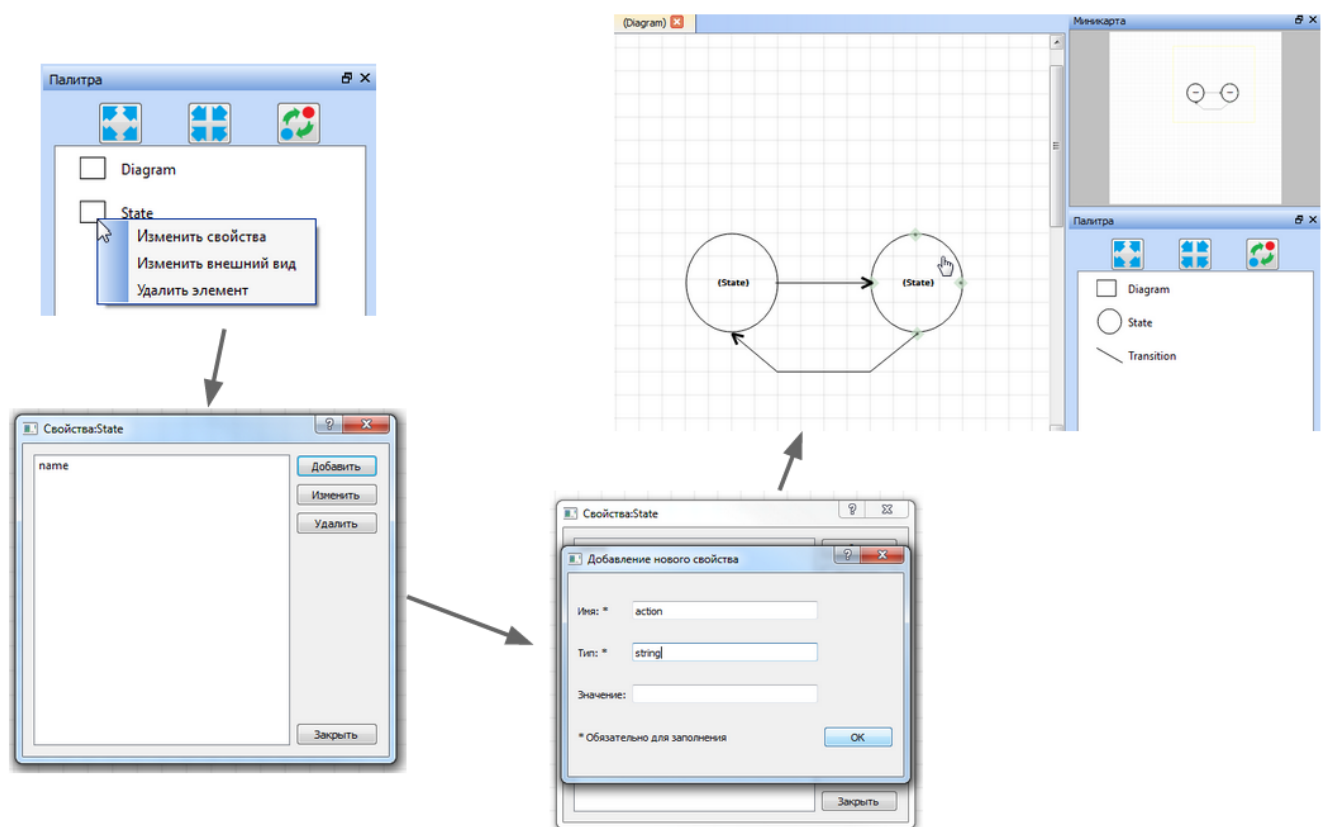 Палитра
Diagram
State
Изменить свойства
Изменить внешний вид
Удалить элемент
Свойства:State
name
Добавить
Изменить
Удалить
Закрыть
Свойства:State
Добавление нового свойства
Имя: * action
Тип: * string
Значение:
* Обязательно для заполнения
OK
Закрыть
(Diagram)
(State)
(State)
Миникарта
Палитра
Diagram
State
Transition